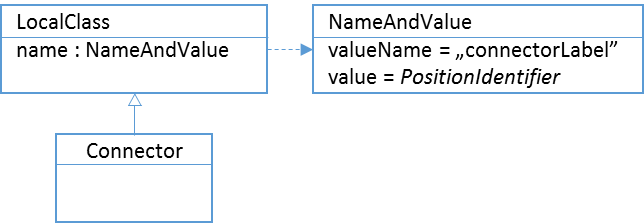 LocalClass
name : NameAndValue
NameAndValue
valueName = „connectorLabel”
value = PositionIdentifier
Connector